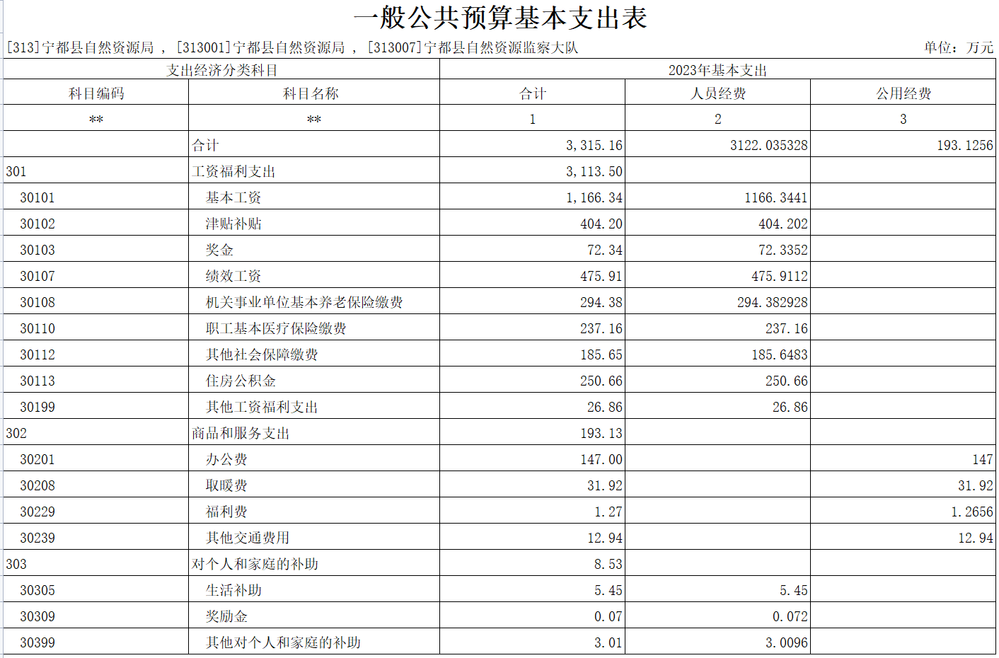 一般公共预算基本支出表
[313]宁都县自然资源局 , [313001]宁都县自然资源局 , [313007]宁都县自然资源监察大队 单位：万元
支出经济分类科目 2023年基本支出
科目编码 科目名称 合计 人员经费 公用经费
** ** 1 2 3
合计 3,315.16 3122.035328 193.1256
301 工资福利支出 3,113.50
30101 基本工资 1,166.34 1166.3441
30102 津贴补贴 404.20 404.202
30103 奖金 72.34 72.3352
30107 绩效工资 475.91 475.9112
30108 机关事业单位基本养老保险缴费 294.38 294.382928
30110 职工基本医疗保险缴费 237.16 237.16
30112 其他社会保障缴费 185.65 185.6483
30113 住房公积金 250.66 250.66
30199 其他工资福利支出 26.86 26.86
302 商品和服务支出 193.13
30201 办公费 147.00 147
30208 取暖费 31.92 31.92
30229 福利费 1.27 1.2656
30239 其他交通费用 12.94 12.94
303 对个人和家庭的补助 8.53
30305 生活补助 5.45 5.45
30309 奖励金 0.07 0.072
30399 其他对个人和家庭的补助 3.01 3.0096